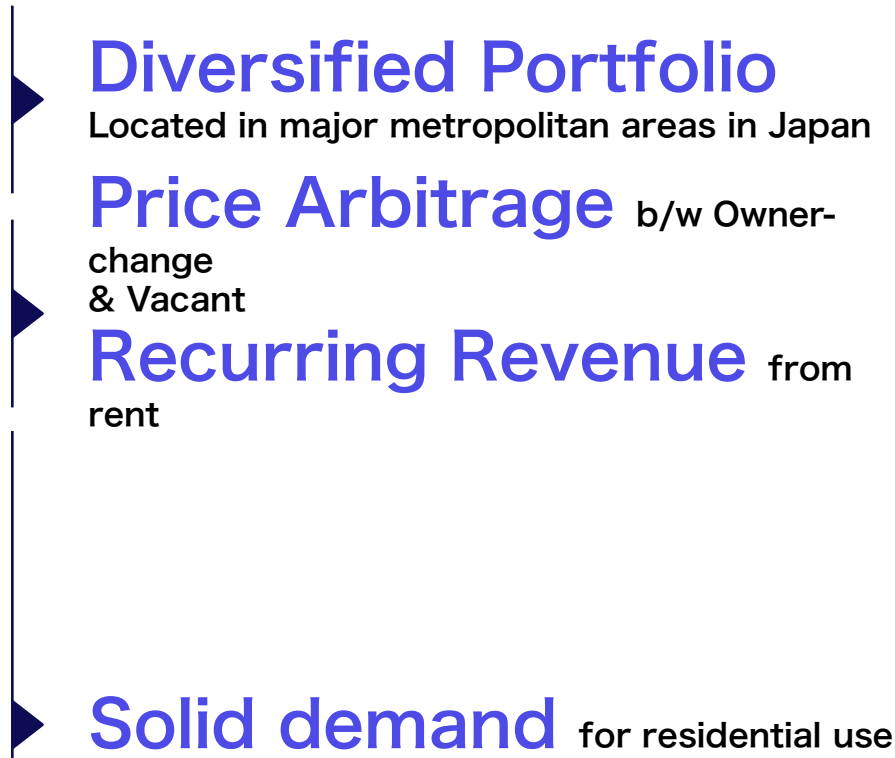 Diversified Portfolio
Located in major metropolitan areas in Japan
Price Arbitrage b/w Owner-
change
& Vacant
Recurring Revenue from
rent
Solid demand for residential use